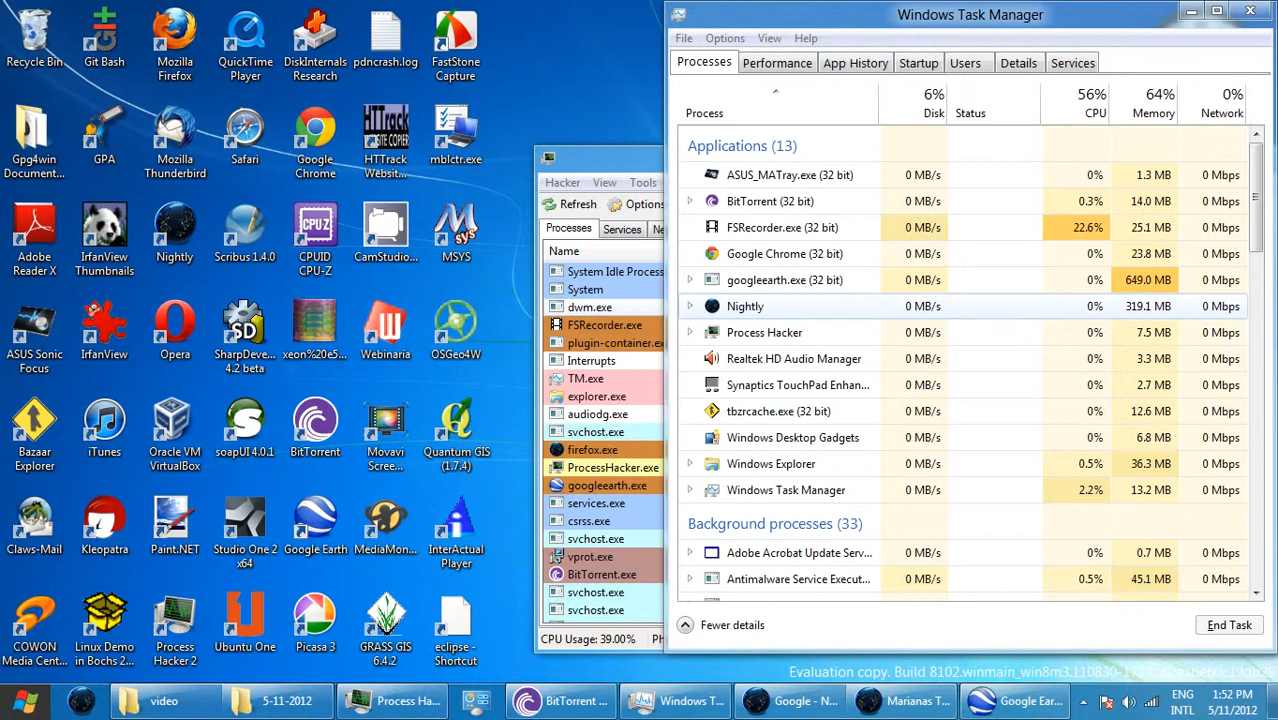 Recycle Bin
Git Bash
Mozilla
Firefox
QuickTime
Player
DiskInternals
Research
pdncrash.log
FastStone
Capture
Gpg4win
Document...
GPA
Mozilla
Thunderbird
Safari
Google
Chrome
HTTrack
WEBSITE COPIER
HTTrack
Websit...
mblctr.exe
Adobe
Reader X
IrfanView
Thumbnails
Nightly
Scribus 1.4.0
CPU-Z
CPUID
CPU-Z
CamStudio...
sys
MSYS
ASUS Sonic
Focus
IrfanView
Opera
SD
SharpDeve...
4.2 beta
xeon%20e5...
Webinaria
OSGeo4W
Bazaar
Explorer
iTunes
Oracle VM
VirtualBox
soapUI 4.0.1
BitTorrent
Movavi
Scree...
Quantum GIS
(1.7.4)
Claws-Mail
Kleopatra
Paint.NET
Studio One 2
x64
Google Earth
MediaMon...
InterActual
Player
COWON
Media Cent...
Linux Demo
in Bochs 2...
Process
Hacker 2
Ubuntu One
Picasa 3
GRASS GIS
6.4.2
eclipse -
Shortcut
Hacker View Tools
Refresh Options
Processes Services Ne
Name
System Idle Process
System
dwm.exe
FSRecorder.exe
plugin-container.ex
Interrupts
TM.exe
explorer.exe
audiodg.exe
svchost.exe
firefox.exe
ProcessHacker.exe
googleearth.exe
services.exe
csrss.exe
svchost.exe
vprot.exe
BitTorrent.exe
svchost.exe
svchost.exe
CPU Usage: 39.00% Ph
Windows Task Manager
File Options View Help
Processes Performance App History Startup Users Details Services
6% 56% 64% 0%
Process Disk Status CPU Memory Network
Applications (13)
ASUS_MATray.exe (32 bit) 0 MB/s 0% 1.3 MB 0 Mbps
BitTorrent (32 bit) 0 MB/s 0.3% 14.0 MB 0 Mbps
FSRecorder.exe (32 bit) 0 MB/s 22.6% 25.1 MB 0 Mbps
Google Chrome (32 bit) 0 MB/s 0% 23.8 MB 0 Mbps
googleearth.exe (32 bit) 0 MB/s 0% 649.0 MB 0 Mbps
Nightly 0 MB/s 0% 319.1 MB 0 Mbps
Process Hacker 0 MB/s 0% 7.5 MB 0 Mbps
Realtek HD Audio Manager 0 MB/s 0% 3.3 MB 0 Mbps
Synaptics TouchPad Enhan... 0 MB/s 0% 2.7 MB 0 Mbps
tbzrcache.exe (32 bit) 0 MB/s 0% 12.6 MB 0 Mbps
Windows Desktop Gadgets 0 MB/s 0% 6.8 MB 0 Mbps
Windows Explorer 0 MB/s 0.5% 36.3 MB 0 Mbps
Windows Task Manager 0 MB/s 2.2% 13.2 MB 0 Mbps
Background processes (33)
Adobe Acrobat Update Serv... 0 MB/s 0% 0.7 MB 0 Mbps
Antimalware Service Execut... 0 MB/s 0.5% 45.1 MB 0 Mbps
Fewer details End Task
Evaluation copy. Build 8102.winmain_win8m3.110830-
video
5-11-2012
Process Ha...
BitTorrent ...
Windows T...
Google - N...
Marianas T...
Google Ear...
ENG
INTL
1:52 PM
5/11/2012